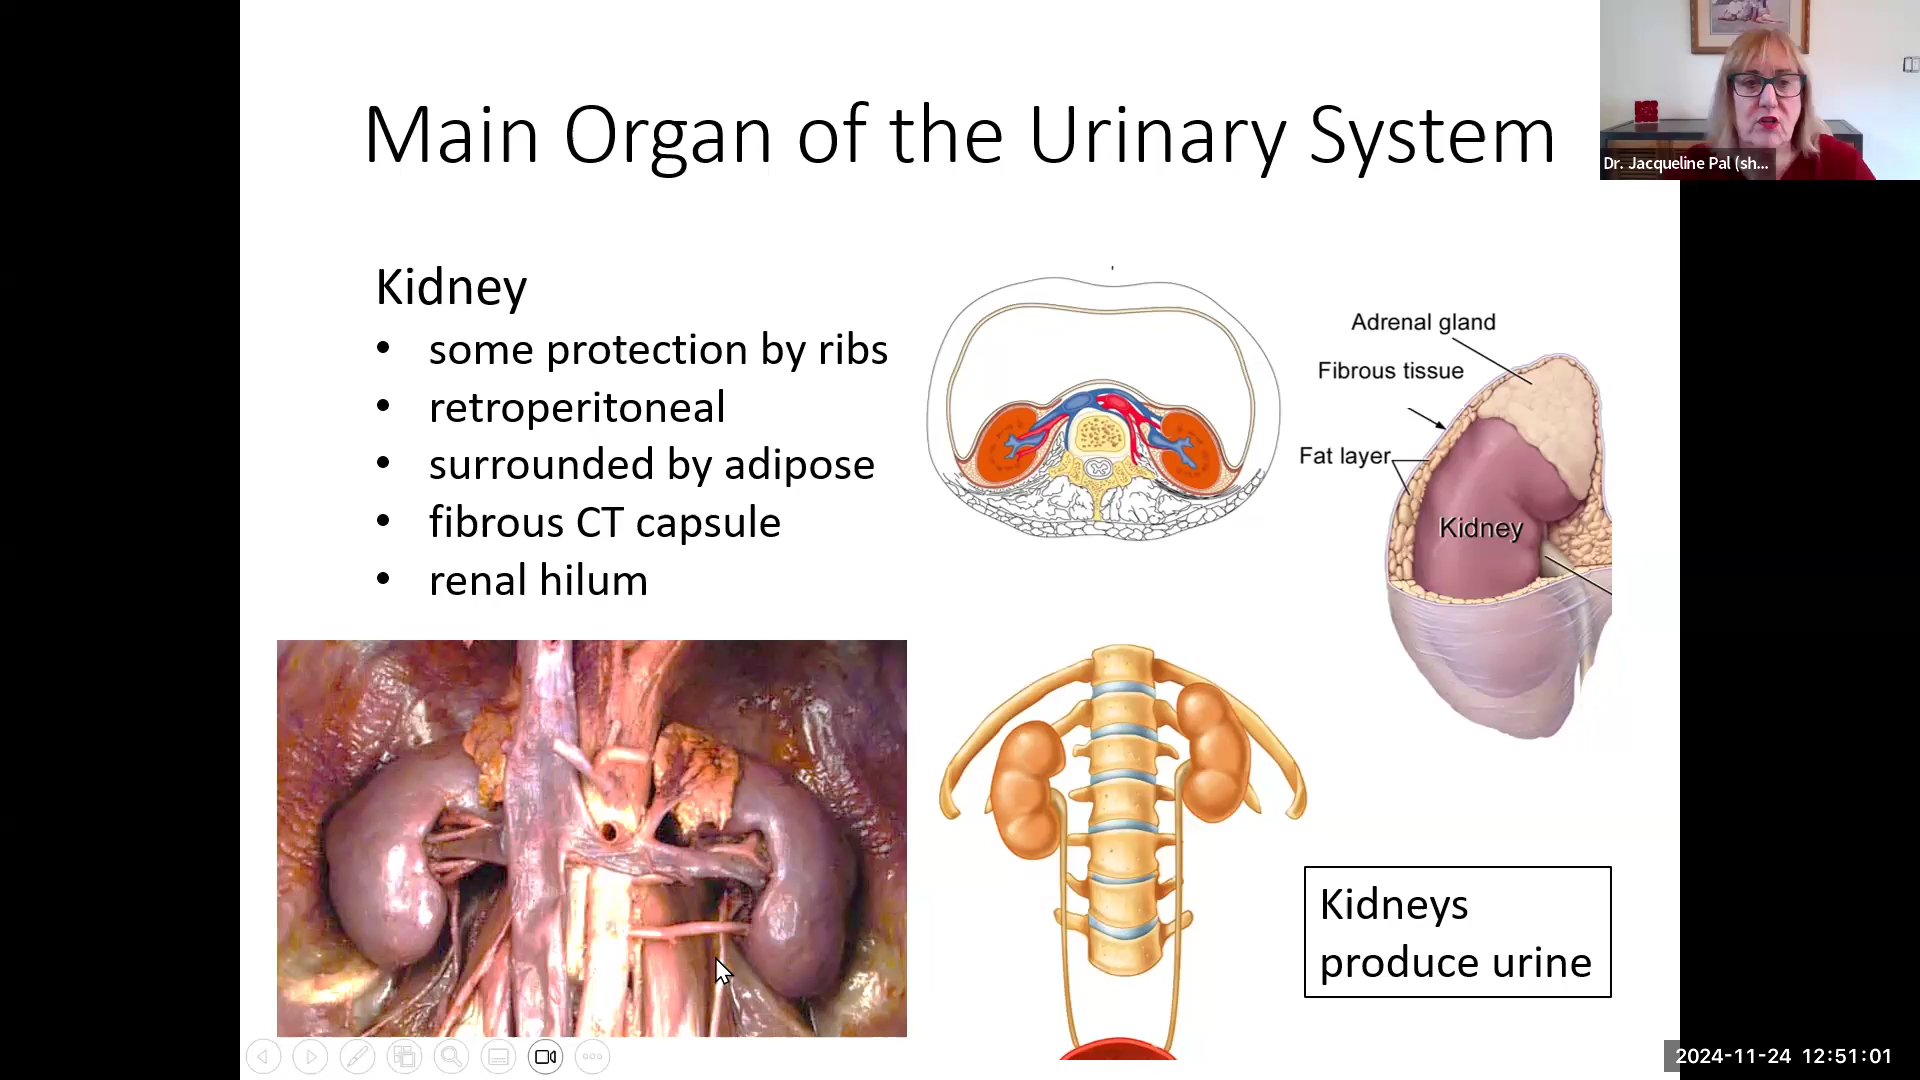 Main Organ of the Urinary System
Dr. Jacqueline Pal (sh...
Kidney
• some protection by ribs
• retroperitoneal
• surrounded by adipose
• fibrous CT capsule
• renal hilum
Adrenal gland
Fibrous tissue
Fat layer
Kidney
Kidneys
produce urine
2024-11-24 12:51:01